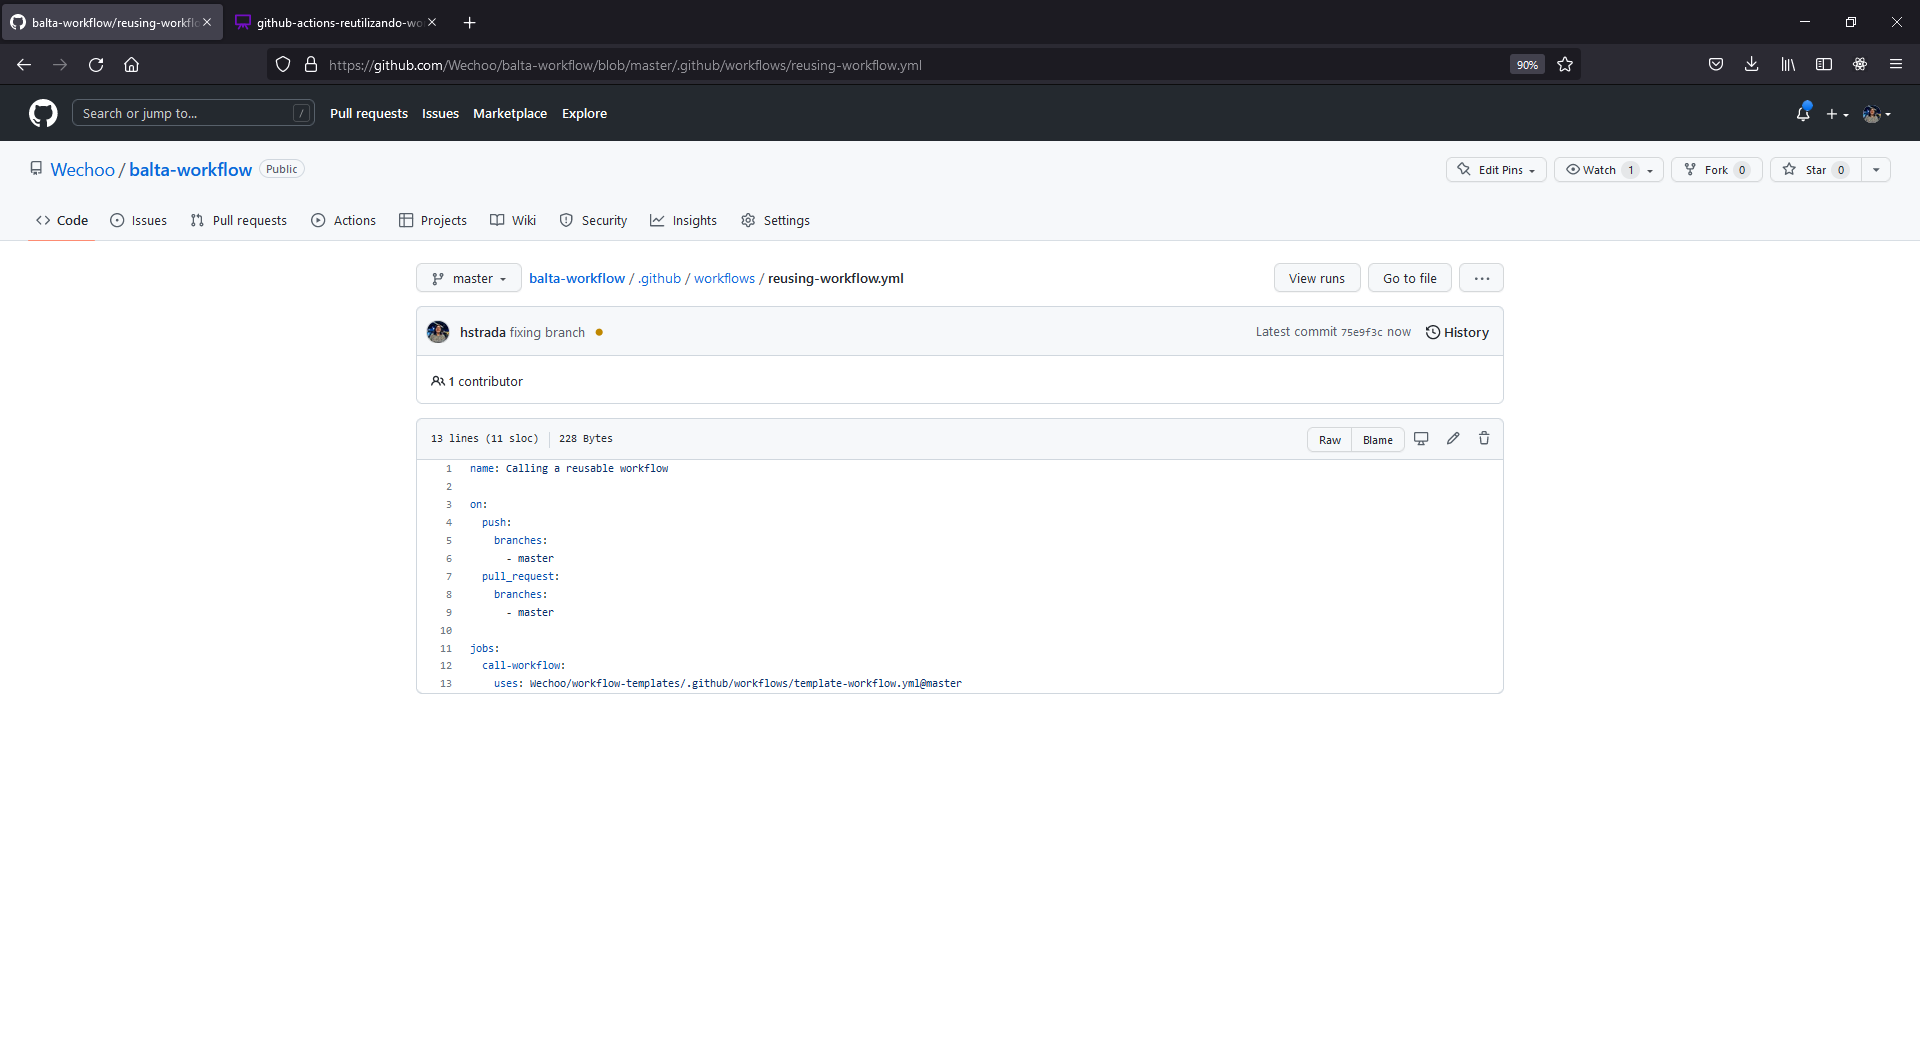 balta-workflow/reusing-workfl
github-actions-reutilizando-wo
https://github.com/Wechoo/balta-workflow/blob/master/.github/workflows/reusing-workflow.yml
90%
Search or jump to...
/
Pull requests
Issues
Marketplace
Explore
Wechoo / balta-workflow Public
Edit Pins
Watch 1
Fork 0
Star 0
Code
Issues
Pull requests
Actions
Projects
Wiki
Security
Insights
Settings
master
balta-workflow / .github / workflows / reusing-workflow.yml
View runs
Go to file
...
hstrada fixing branch
Latest commit 75e9f3c now
History
1 contributor
13 lines (11 sloc) 228 Bytes
Raw
Blame
1 name: Calling a reusable workflow
2
3 on:
4 push:
5 branches:
6 - master
7 pull_request:
8 branches:
9 - master
10
11 jobs:
12 call-workflow:
13 uses: Wechoo/workflow-templates/.github/workflows/template-workflow.yml@master